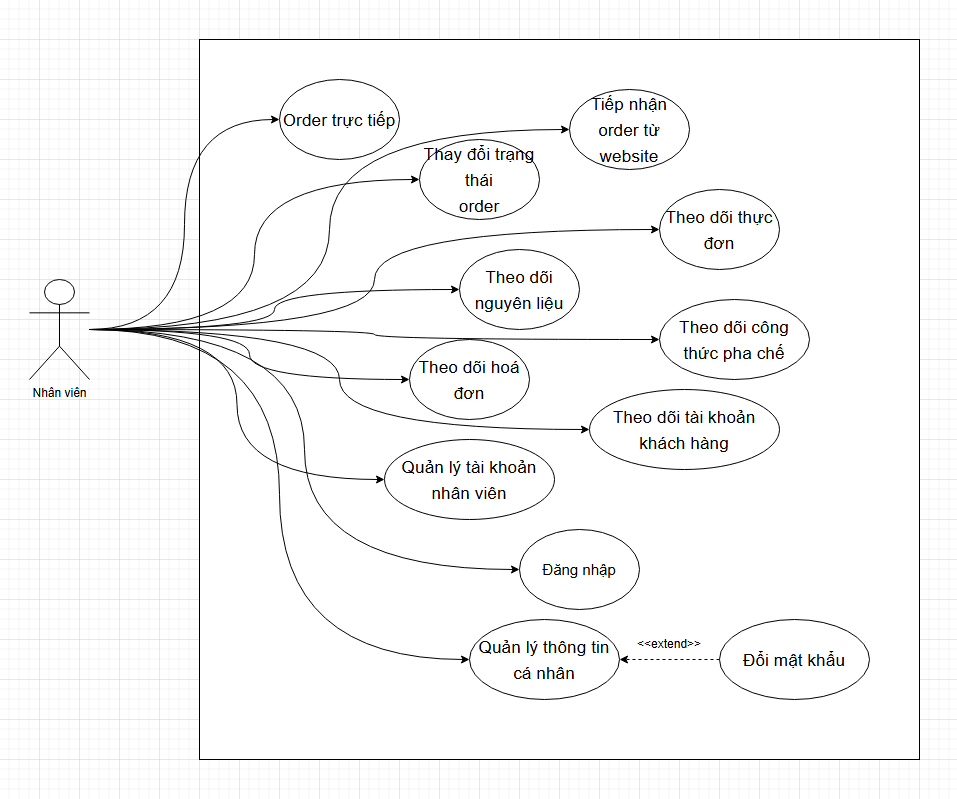 Order trực tiếp
Tiếp nhận
order từ
website
Thay đổi trạng
thái
order
Theo dõi thực
đơn
Theo dõi
nguyên liệu
Theo dõi công
thức pha chế
Nhân viên
Theo dõi hoá
đơn
Theo dõi tài khoản
khách hàng
Quản lý tài khoản
nhân viên
Đăng nhập
Quản lý thông tin
cá nhân
<<extend>>
Đổi mật khẩu